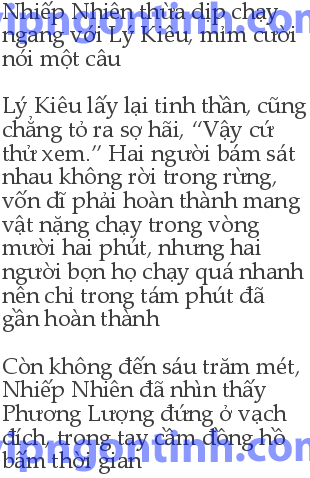 Nhiếp Nhiên thừa dịp chạy
ngang với Lý Kiêu, mỉm cười
nói một câu
Lý Kiêu lấy lại tinh thần, cũng
chẳng tỏ ra sợ hãi, “Vậy cứ
thử xem.” Hai người bám sát
nhau không rời trong rừng,
vốn dĩ phải hoàn thành mang
vật nặng chạy trong vòng
mười hai phút, nhưng hai
người bọn họ chạy quá nhanh
nên chỉ trong tám phút đã
gần hoàn thành
Còn không đến sáu trăm mét,
Nhiếp Nhiên đã nhìn thấy
Phương Lượng đứng ở vạch
đích, trong tay cầm đồng hồ
bấm thời gian